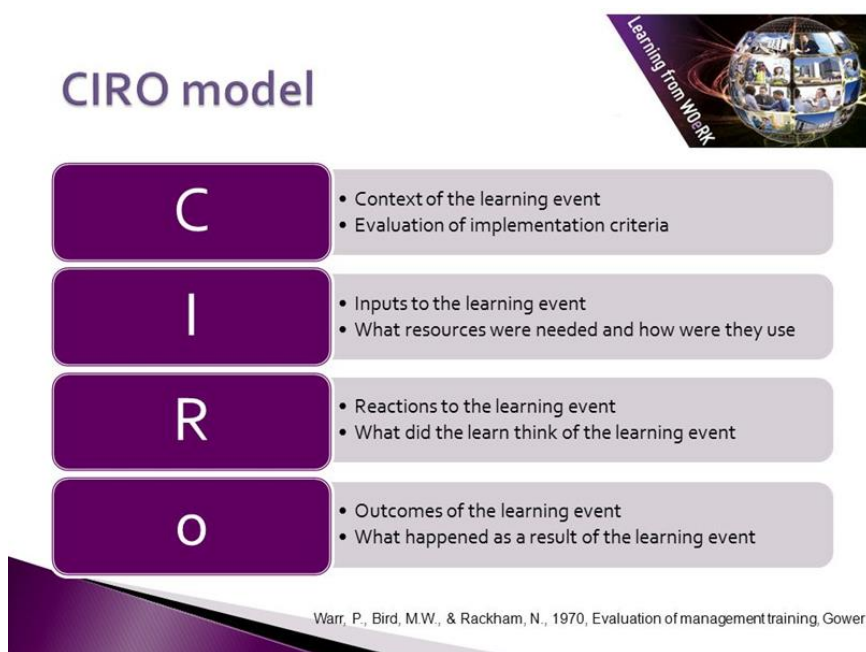 Learning from WOeRK
CIRO model
C
• Context of the learning event
• Evaluation of implementation criteria
I
• Inputs to the learning event
• What resources were needed and how were they use
R
• Reactions to the learning event
• What did the learn think of the learning event
o
• Outcomes of the learning event
• What happened as a result of the learning event
Warr, P., Bird, M.W., & Rackham, N., 1970, Evaluation of management training, Gower